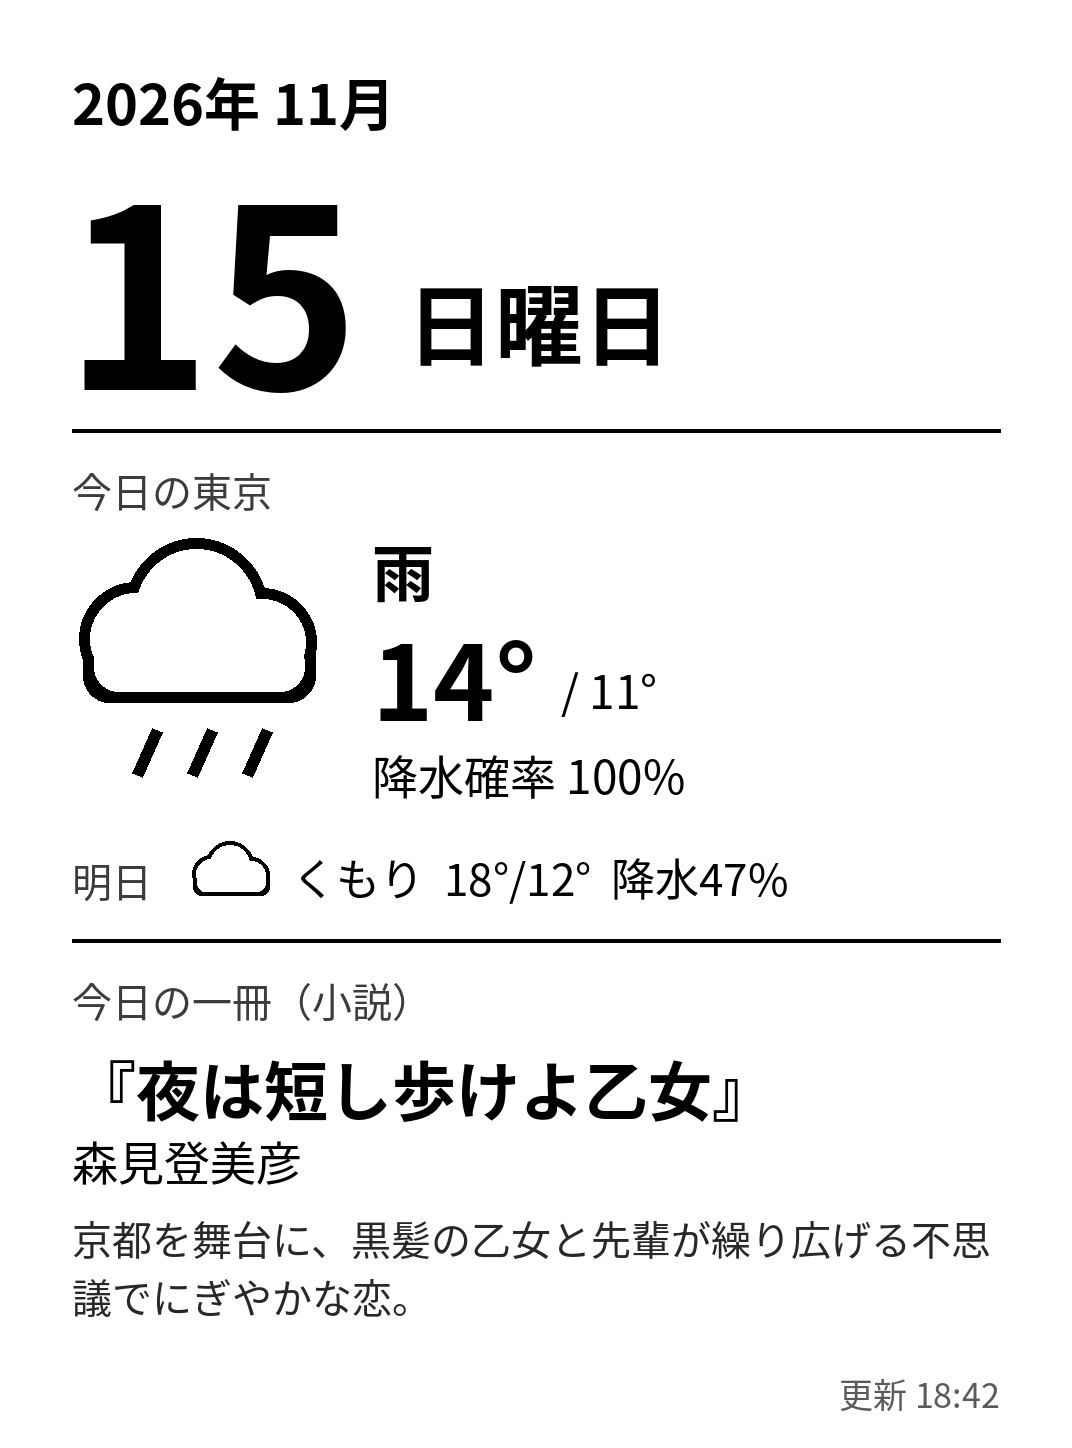 2026年 11月
15 日曜日
今日の東京
雨
14° / 11°
降水確率 100%
明日 くもり 18°/12° 降水47%
今日の一冊（小説）
『夜は短し歩けよ乙女』
森見登美彦
京都を舞台に、黒髪の乙女と先輩が繰り広げる不思
議でにぎやかな恋。
更新 18:42